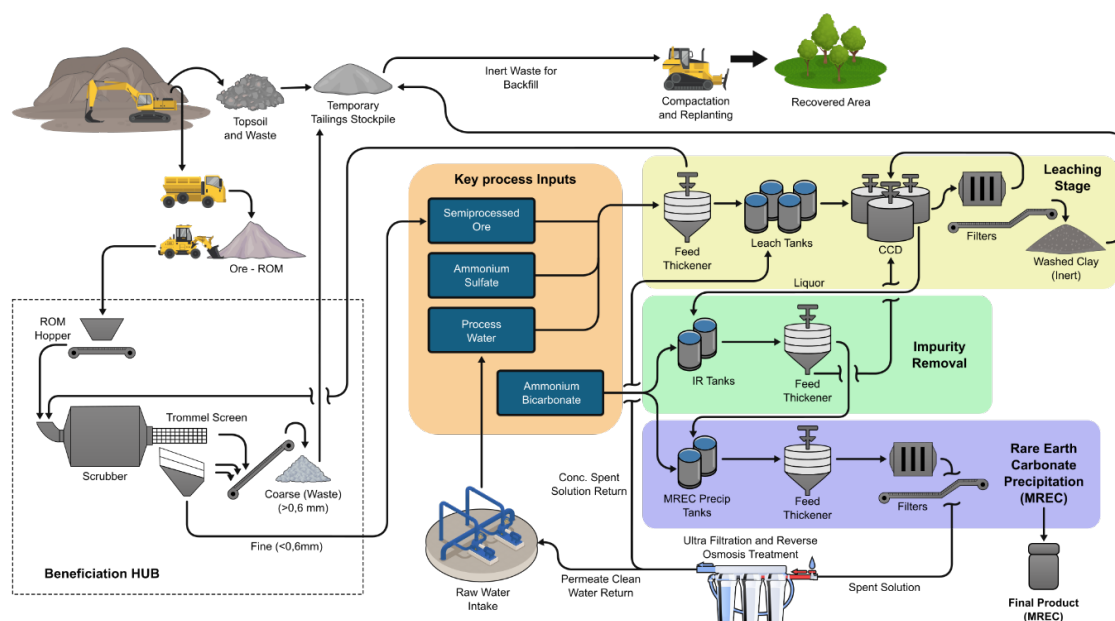 Topsoil
and Waste
Temporary
Tailings Stockpile
Inert Waste for
Backfill
Compactation
and Replanting
Recovered Area
Ore - ROM
Key process Inputs
Semiprocessed
Ore
Ammonium
Sulfate
Process
Water
Ammonium
Bicarbonate
Leaching
Stage
Feed
Thickener
Leach Tanks
CCD
Filters
Washed Clay
(Inert)
Liquor
Impurity
Removal
IR Tanks
Feed
Thickener
Rare Earth
Carbonate
Precipitation
(MREC)
MREC Precip
Tanks
Feed
Thickener
Filters
ROM
Hopper
Trommel Screen
Scrubber
Coarse (Waste)
(>0,6 mm)
Fine (<0,6mm)
Beneficiation HUB
Conc. Spent
Solution Return
Ultra Filtration and Reverse
Osmosis Treatment
Permeate Clean
Water Return
Spent Solution
Raw Water
Intake
Final Product
(MREC)